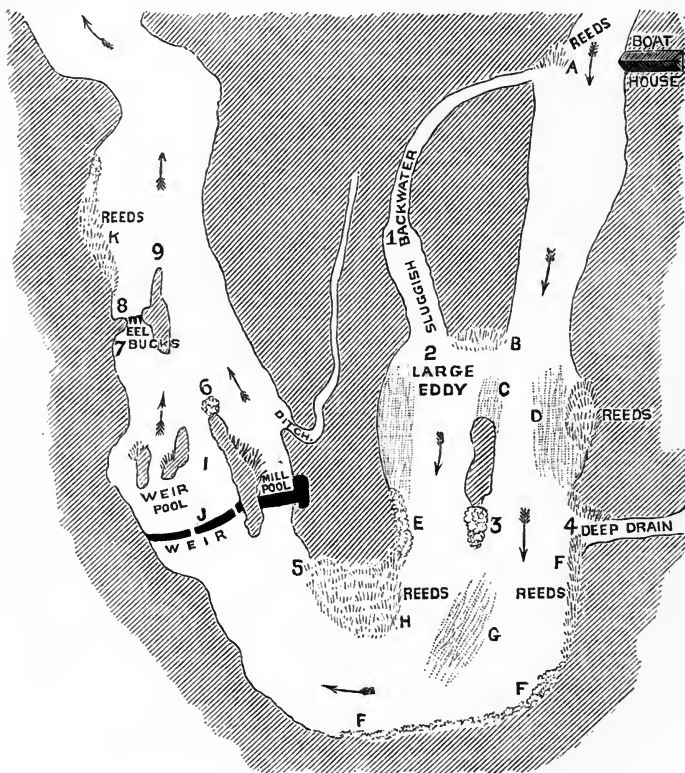 REEDS
A
BOAT
HOUSE
BACKWATER
1
SLUGGISH
REEDS
K
9
8
EEL
7
BUCKS
2
LARGE
EDDY
B
C
D
REEDS
6
DITCH
I
WEIR
POOL
MILL
POOL
J
WEIR
E
3
4
DEEP DRAIN
F
5
REEDS
REEDS
H
G
F
F